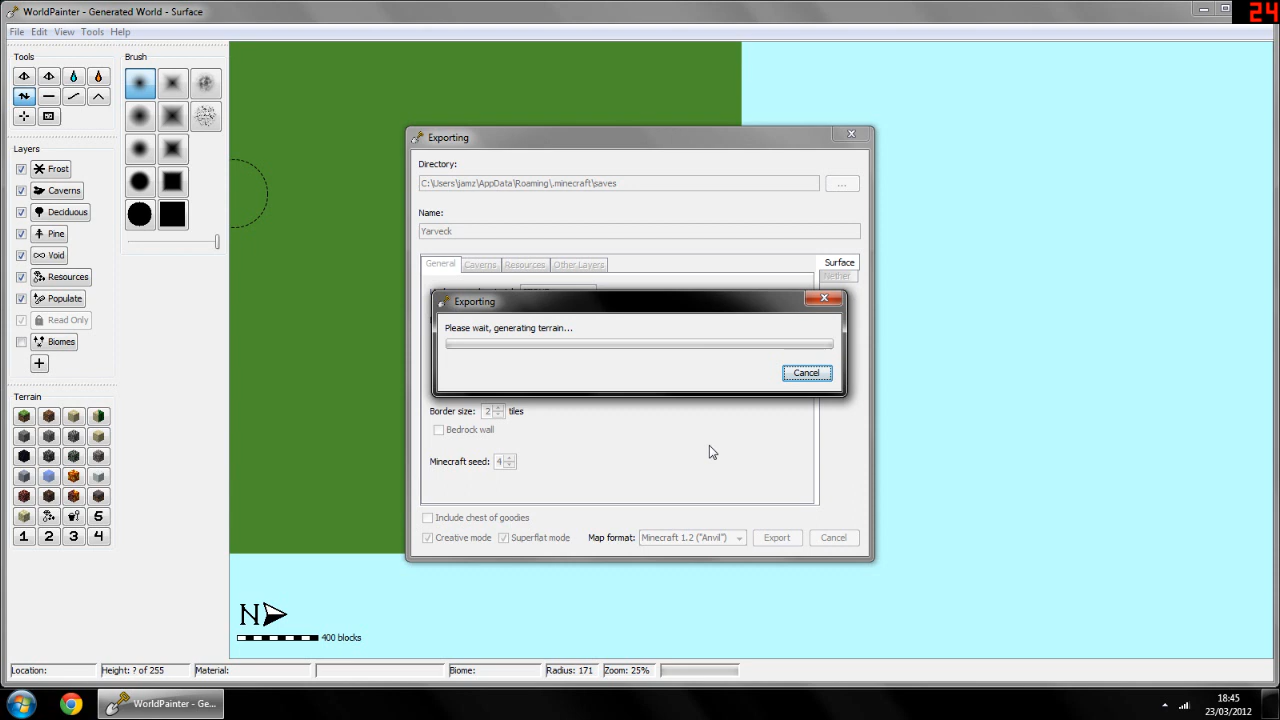 WorldPainter - Generated World - Surface
24
File Edit View Tools Help
Tools
Brush
Layers
Frost
Caverns
Deciduous
Pine
Void
Resources
Populate
Read Only
Biomes
Terrain
5
1 2 3 4
Exporting
Directory:
C:\Users\Jamz\AppData\Roaming\.minecraft\saves
...
Name:
Yarveck
General Caverns Resources Other Layers
Surface
Nether
Exporting
Please wait, generating terrain...
Cancel
Border size: 2 tiles
Bedrock wall
Minecraft seed: 4
Include chest of goodies
Creative mode Superflat mode Map format: Minecraft 1.2 ("Anvil") Export Cancel
N
400 blocks
Location: Height: ? of 255 Material: Biome: Radius: 171 Zoom: 25%
WorldPainter - Ge...
18:45
23/03/2012